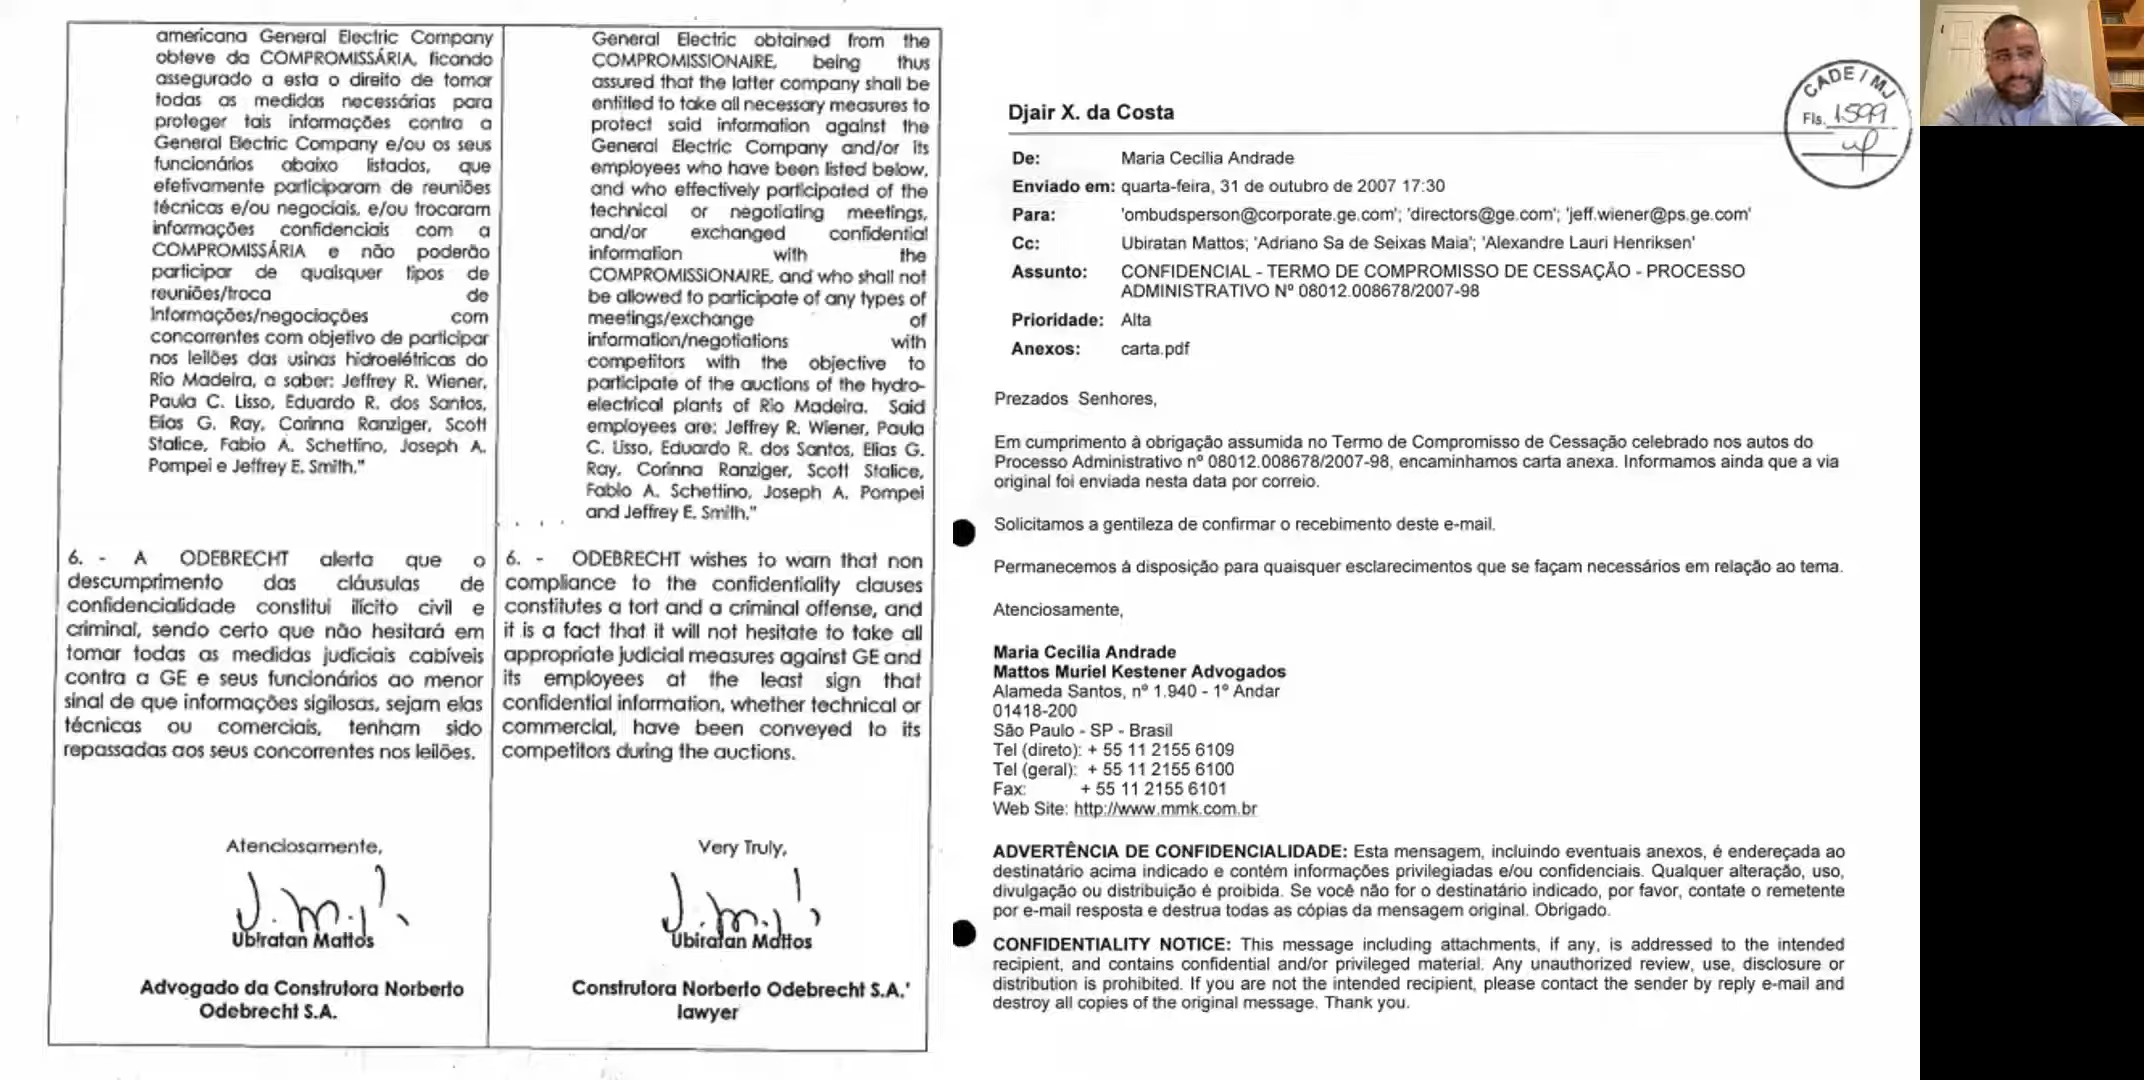 americana General Electric Company
obteve da COMPROMISSÁRIA, ficando
assegurado a esta o direito de tomar
todas as medidas necessárias para
proteger tais informações contra a
General Electric Company e/ou os seus
funcionários abaixo listados, que
efetivamente participaram de reuniões
técnicas e/ou negociais, e/ou trocaram
informações confidenciais com a
COMPROMISSÁRIA e não poderão
participar de quaisquer tipos de
reuniões/troca de
informações/negociações com
concorrentes com objetivo de participar
nos leilões das usinas hidroelétricas do
Rio Madeira, a saber: Jeffrey R. Wiener,
Paula C. Lisso, Eduardo R. dos Santos,
Elias G. Ray, Corinna Ranziger, Scott
Stalice, Fabio A. Schettino, Joseph A.
Pompei e Jeffrey E. Smith."
6. - A ODEBRECHT alerta que o
descumprimento das cláusulas de
confidencialidade constitui ilícito civil e
criminal, sendo certo que não hesitará em
tomar todas as medidas judiciais cabíveis
contra a GE e seus funcionários ao menor
sinal de que informações sigilosas, sejam elas
técnicas ou comerciais, tenham sido
repassadas aos seus concorrentes nos leilões.
Atenciosamente,
Ubiratan Mattos
Advogado da Construtora Norberto
Odebrecht S.A.
General Electric obtained from the
COMPROMISSIONAIRE, being thus
assured that the latter company shall be
entitled to take all necessary measures to
protect said information against the
General Electric Company and/or its
employees who have been listed below,
and who effectively participated of the
technical or negotiating meetings,
and/or exchanged confidential
information with the
COMPROMISSIONAIRE, and who shall not
be allowed to participate of any types of
meetings/exchange of
information/negotiations with
competitors with the objective to
participate of the auctions of the hydro-
electrical plants of Rio Madeira. Said
employees are: Jeffrey R. Wiener, Paula
C. Lisso, Eduardo R. dos Santos, Elias G.
Ray, Corinna Ranziger, Scott Stalice,
Fabio A. Schettino, Joseph A. Pompei
and Jeffrey E. Smith."
6. - ODEBRECHT wishes to warn that non
compliance to the confidentiality clauses
constitutes a tort and a criminal offense, and
it is a fact that it will not hesitate to take all
appropriate judicial measures against GE and
its employees at the least sign that
confidential information, whether technical or
commercial, have been conveyed to its
competitors during the auctions.
Very Truly,
Ubiratan Mattos
Construtora Norberto Odebrecht S.A.'
lawyer
CADE / MJ
Fls. 1599
Djair X. da Costa
De: Maria Cecília Andrade
Enviado em: quarta-feira, 31 de outubro de 2007 17:30
Para: 'ombudsperson@corporate.ge.com'; 'directors@ge.com'; 'jeff.wiener@ps.ge.com'
Cc: Ubiratan Mattos; 'Adriano Sa de Seixas Maia'; 'Alexandre Lauri Henriksen'
Assunto: CONFIDENCIAL - TERMO DE COMPROMISSO DE CESSAÇÃO - PROCESSO
ADMINISTRATIVO Nº 08012.008678/2007-98
Prioridade: Alta
Anexos: carta.pdf
Prezados Senhores,
Em cumprimento à obrigação assumida no Termo de Compromisso de Cessação celebrado nos autos do
Processo Administrativo nº 08012.008678/2007-98, encaminhamos carta anexa. Informamos ainda que a via
original foi enviada nesta data por correio.
Solicitamos a gentileza de confirmar o recebimento deste e-mail.
Permanecemos à disposição para quaisquer esclarecimentos que se façam necessários em relação ao tema.
Atenciosamente,
Maria Cecilia Andrade
Mattos Muriel Kestener Advogados
Alameda Santos, nº 1.940 - 1º Andar
01418-200
São Paulo - SP - Brasil
Tel (direto): + 55 11 2155 6109
Tel (geral): + 55 11 2155 6100
Fax: + 55 11 2155 6101
Web Site: http://www.mmk.com.br
ADVERTÊNCIA DE CONFIDENCIALIDADE: Esta mensagem, incluindo eventuais anexos, é endereçada ao
destinatário acima indicado e contém informações privilegiadas e/ou confidenciais. Qualquer alteração, uso,
divulgação ou distribuição é proibida. Se você não for o destinatário indicado, por favor, contate o remetente
por e-mail resposta e destrua todas as cópias da mensagem original. Obrigado.
CONFIDENTIALITY NOTICE: This message including attachments, if any, is addressed to the intended
recipient, and contains confidential and/or privileged material. Any unauthorized review, use, disclosure or
distribution is prohibited. If you are not the intended recipient, please contact the sender by reply e-mail and
destroy all copies of the original message. Thank you.